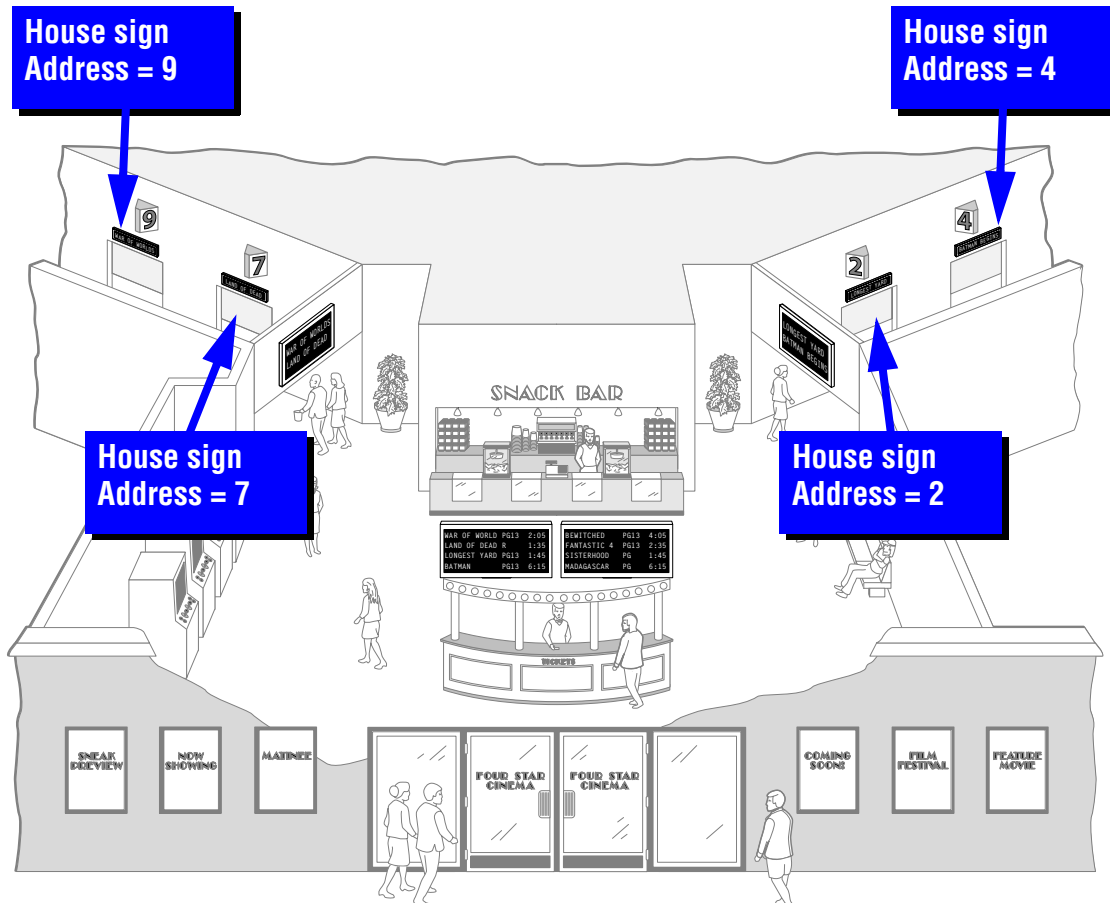 House sign
Address = 9
House sign
Address = 4
9
4
WAR OF WORLDS
BATMAN BEGINS
7
2
LAND OF DEAD
LONGEST YARD
WAR OF WORLDS
LAND OF DEAD
LONGEST YARD
BATMAN BEGINS
SNACK BAR
House sign
Address = 7
House sign
Address = 2
WAR OF WORLD PG13 2:05
LAND OF DEAD R 1:35
LONGEST YARD PG13 1:45
BATMAN PG13 6:15
BEWITCHED PG13 4:05
FANTASTIC 4 PG13 2:35
SISTERHOOD PG 1:45
MADAGASCAR PG 6:15
TICKETS
SNEAK
PREVIEW
NOW
SHOWING
MATINEE
FOUR STAR
CINEMA
FOUR STAR
CINEMA
COMING
SOON!
FILM
FESTIVAL
FEATURE
MOVIE